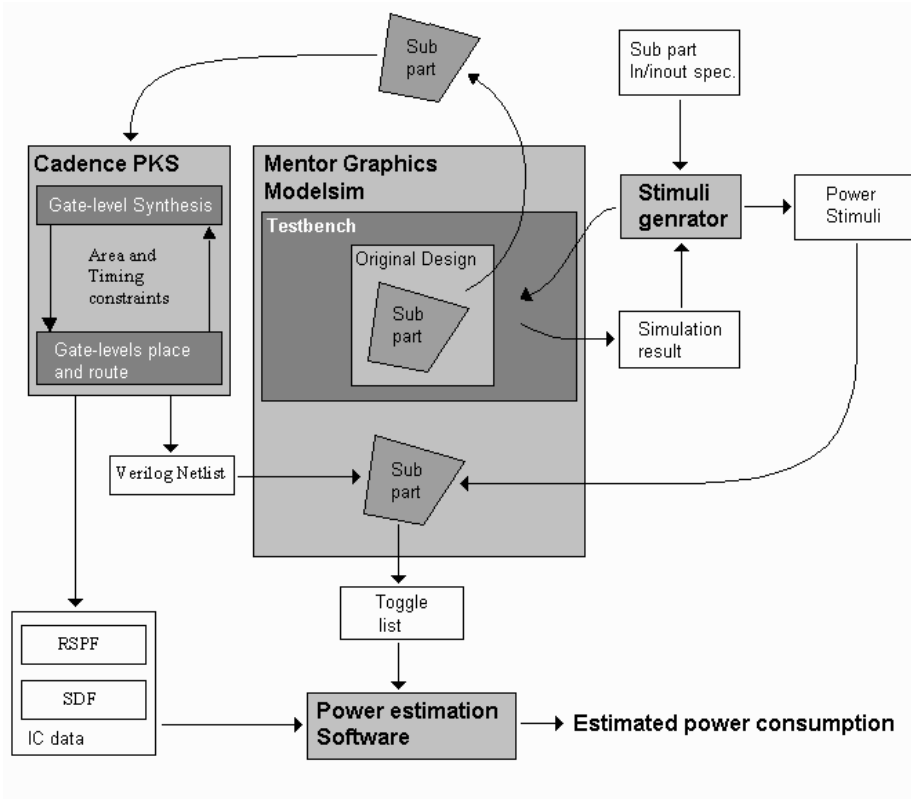 Sub
part
Sub part
In/inout spec.
Cadence PKS
Gate-level Synthesis
Area and
Timing
constraints
Gate-levels place
and route
Mentor Graphics
Modelsim
Testbench
Original Design
Sub
part
Stimuli
genrator
Power
Stimuli
Simulation
result
Verilog Netlist
Sub
part
Toggle
list
RSPF
SDF
IC data
Power estimation
Software
Estimated power consumption